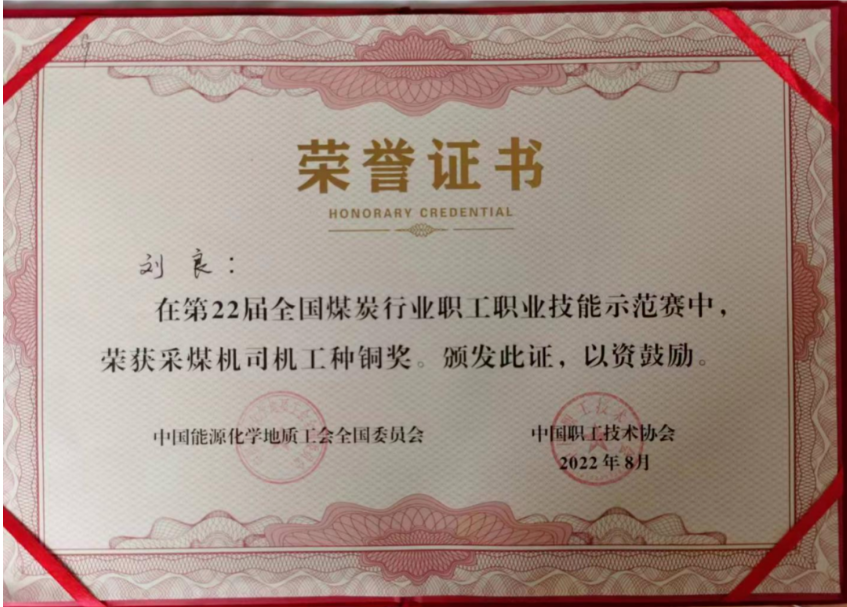 荣誉证书
HONORARY CREDENTIAL
刘良：
在第22届全国煤炭行业职工职业技能示范赛中，
荣获采煤机司机工种铜奖。颁发此证，以资鼓励。
中国能源化学地质工会全国委员会
中国职工技术协会
2022年8月